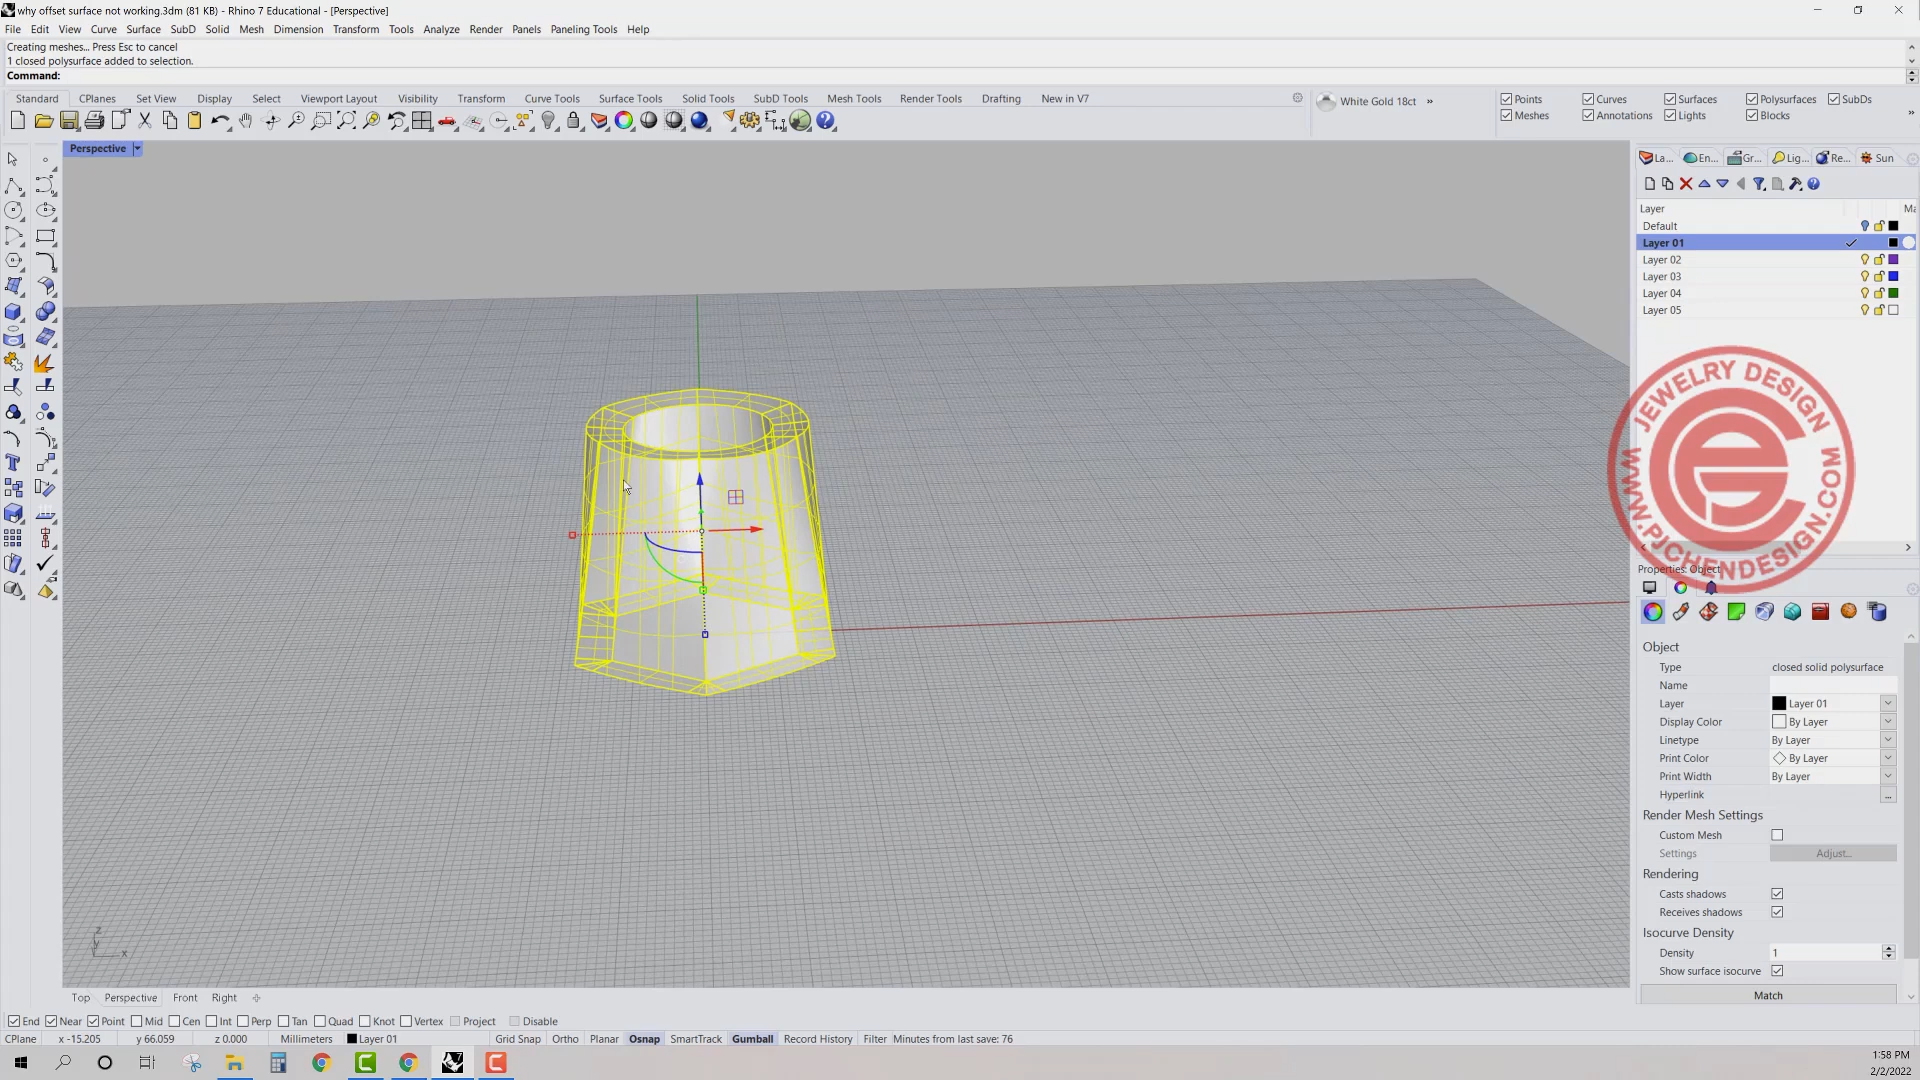 why offset surface not working.3dm (81 KB) - Rhino 7 Educational - [Perspective]
File Edit View Curve Surface SubD Solid Mesh Dimension Transform Tools Analyze Render Panels Paneling Tools Help
Creating meshes... Press Esc to cancel
1 closed polysurface added to selection.
Command:
Standard CPlanes Set View Display Select Viewport Layout Visibility Transform Curve Tools Surface Tools Solid Tools SubD Tools Mesh Tools Render Tools Drafting New in V7
White Gold 18ct »
Points Curves Surfaces Polysurfaces SubDs
Meshes Annotations Lights Blocks
Perspective
La... En... Gr... Lig... Re... Sun
Layer Ma
Default
Layer 01
Layer 02
Layer 03
Layer 04
Layer 05
JEWELRY DESIGN
WWW.PJCHENDESIGN.COM
Properties: Object
Object
Type closed solid polysurface
Name
Layer Layer 01
Display Color By Layer
Linetype By Layer
Print Color By Layer
Print Width By Layer
Hyperlink ...
Render Mesh Settings
Custom Mesh
Settings Adjust...
Rendering
Casts shadows
Receives shadows
Isocurve Density
Density 1
Show surface isocurve
Match
z
y
x
Top Perspective Front Right
End Near Point Mid Cen Int Perp Tan Quad Knot Vertex Project Disable
CPlane x -15.205 y 66.059 z 0.000 Millimeters Layer 01 Grid Snap Ortho Planar Osnap SmartTrack Gumball Record History Filter Minutes from last save: 76
1:58 PM
2/2/2022